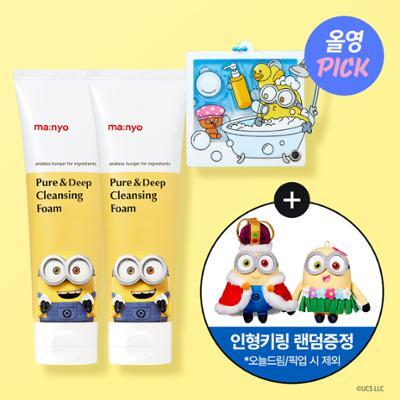 올영
PICK
ma:nyo
endless hunger for ingredients
Pure & Deep
Cleansing
Foam
ma:nyo
endless hunger for ingredients
Pure & Deep
Cleansing
Foam
+
인형키링 랜덤증정
*오늘드림/픽업 시 제외
©UCS LLC